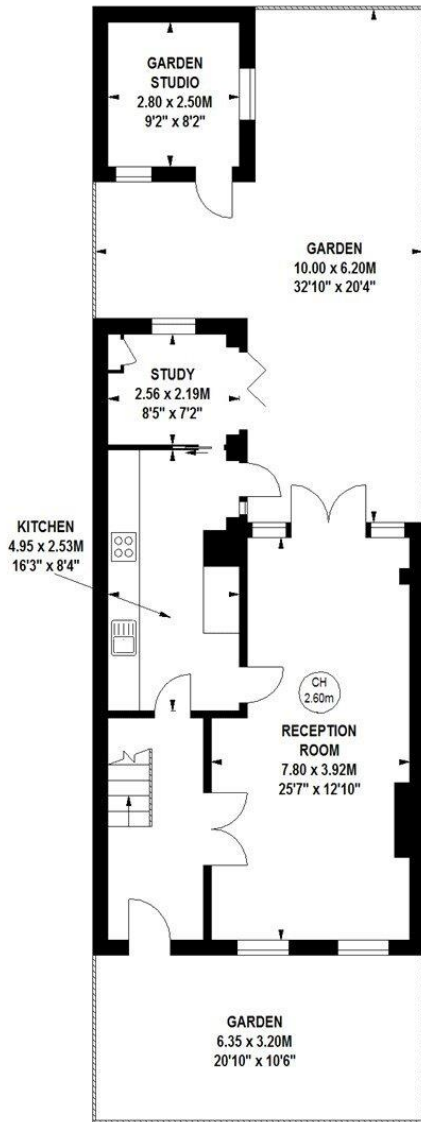 GARDEN
STUDIO
2.80 x 2.50M
9'2" x 8'2"
GARDEN
10.00 x 6.20M
32'10" x 20'4"
STUDY
2.56 x 2.19M
8'5" x 7'2"
KITCHEN
4.95 x 2.53M
16'3" x 8'4"
CH
2.60m
RECEPTION
ROOM
7.80 x 3.92M
25'7" x 12'10"
GARDEN
6.35 x 3.20M
20'10" x 10'6"